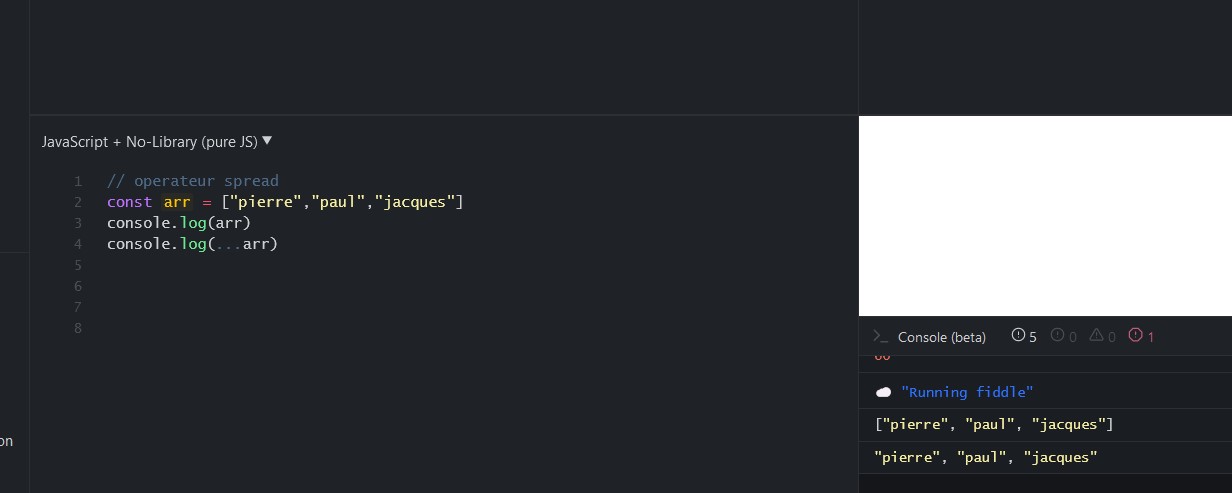 JavaScript + No-Library (pure JS) ▼
1 // operateur spread
2 const arr = ["pierre","paul","jacques"]
3 console.log(arr)
4 console.log(...arr)
5
6
7
8
on
>_ Console (beta) 5 0 0 1
"Running fiddle"
["pierre", "paul", "jacques"]
"pierre", "paul", "jacques"